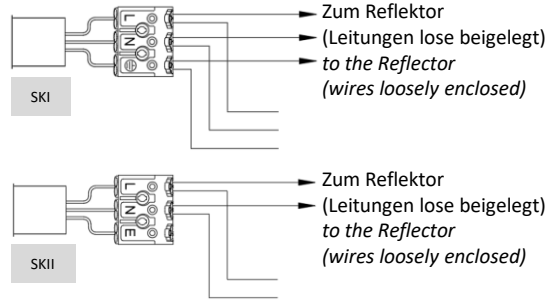 L
N
Zum Reflektor
(Leitungen lose beigelegt)
to the Reflector
(wires loosely enclosed)
SKI
L
N
E
Zum Reflektor
(Leitungen lose beigelegt)
to the Reflector
(wires loosely enclosed)
SKII